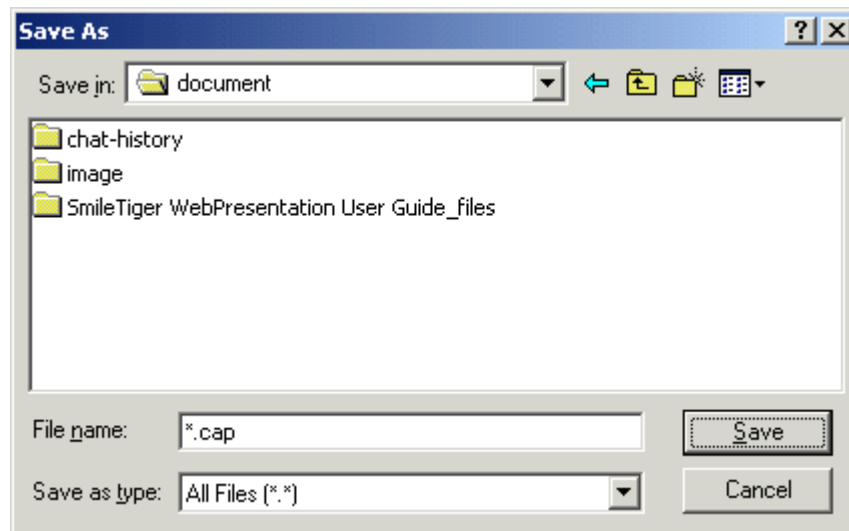 Save As
Save in: document
chat-history
image
SmileTiger WebPresentation User Guide_files
File name: *.cap Save
Save as type: All Files (*.*) Cancel